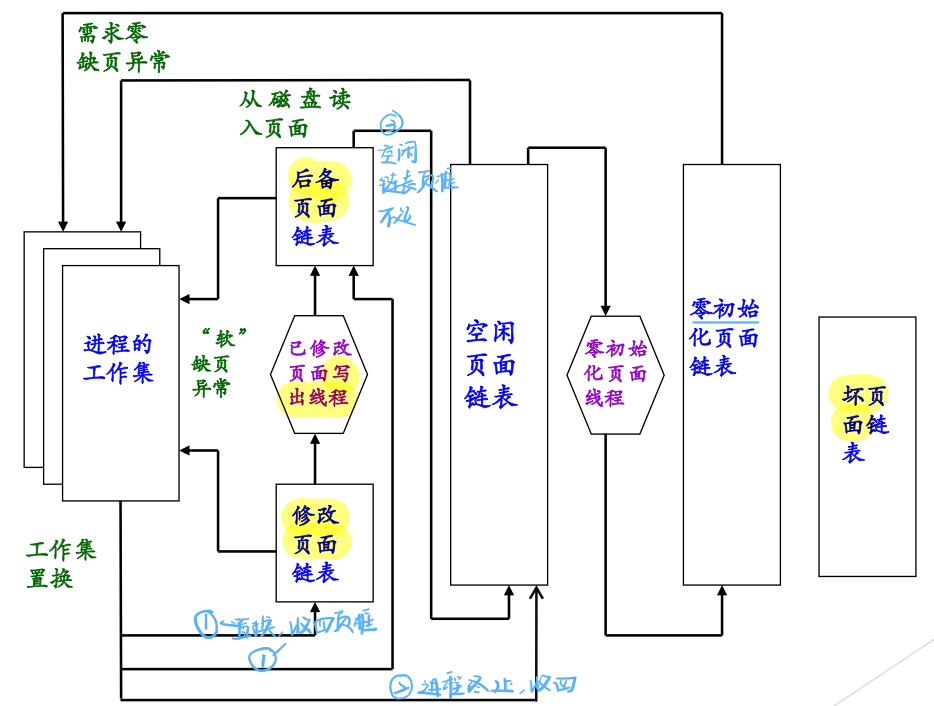 需求零
缺页异常
从磁盘读
入页面
③
空闲
链表页框
不足
后备
页面
链表
进程的
工作集
“软”
缺页
异常
已修改
页面写
出线程
空闲
页面
链表
零初始
化页面
线程
零初始
化页面
链表
坏页
面链
表
修改
页面
链表
工作集
置换
① 置换,收回页框
①
② 进程终止,收回